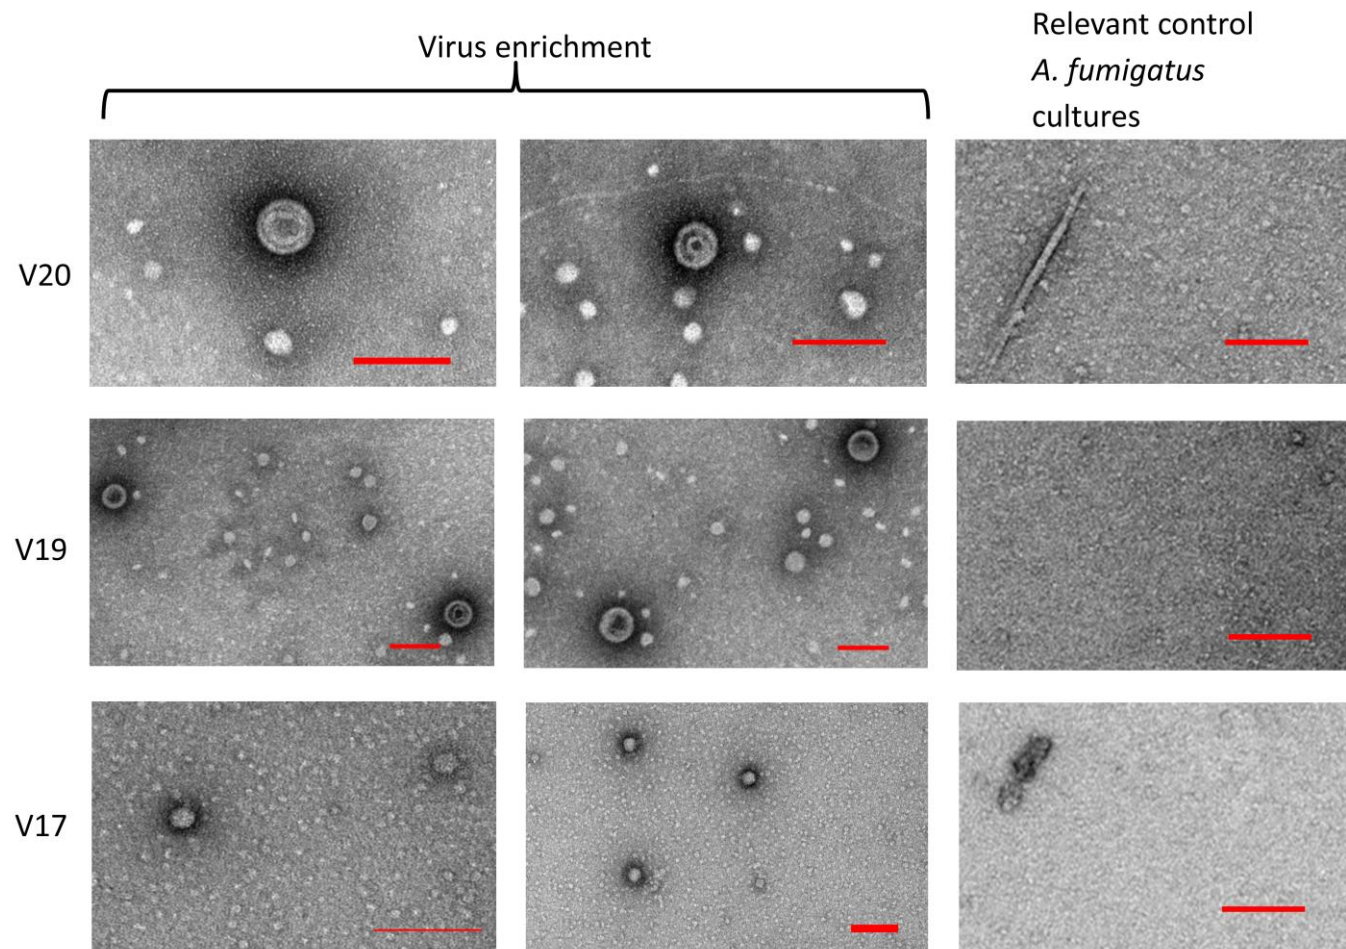 Virus enrichment
Relevant control
A. fumigatus
cultures
V20
V19
V17